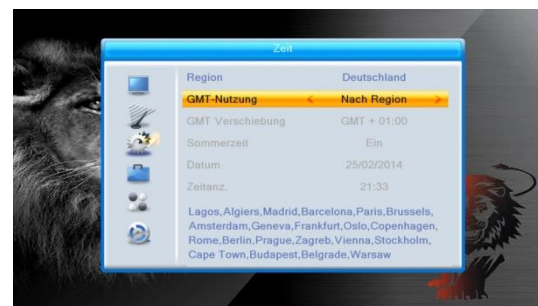 Zeit
Region Deutschland
GMT-Nutzung Nach Region
GMT Verschiebung GMT + 01:00
Sommerzeit Ein
Datum 25/02/2014
Zeitanz. 21:33
Lagos,Algiers,Madrid,Barcelona,Paris,Brussels,
Amsterdam,Geneva,Frankfurt,Oslo,Copenhagen,
Rome,Berlin,Prague,Zagreb,Vienna,Stockholm,
Cape Town,Budapest,Belgrade,Warsaw